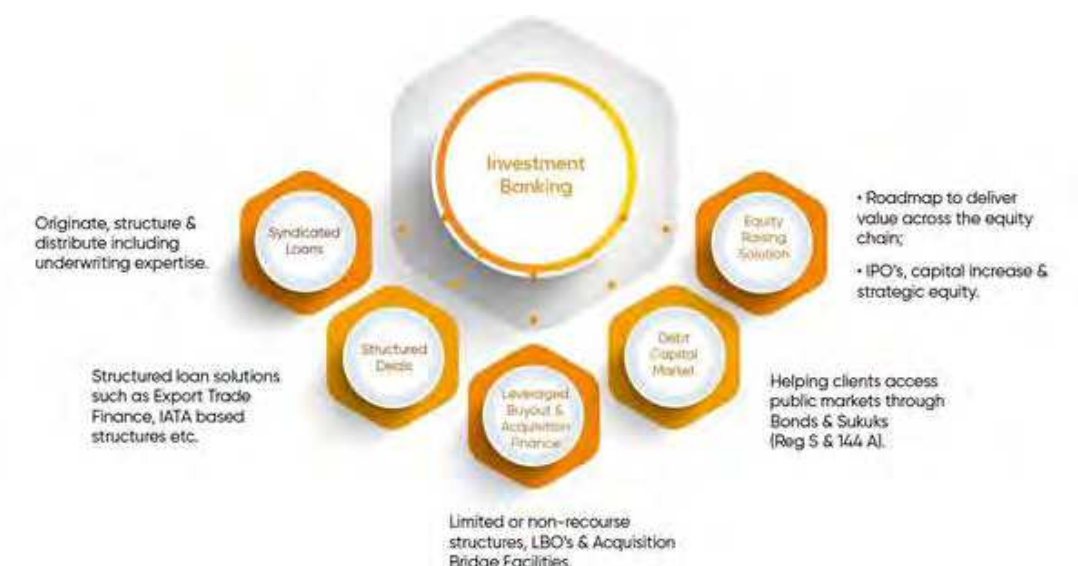 Investment
Banking
Syndicated
Loans
Originate, structure &
distribute including
underwriting expertise.
Structured
Deals
Structured loan solutions
such as Export Trade
Finance, IATA based
structures etc.
Leveraged
Buyout &
Acquisition
Finance
Limited or non-recourse
structures, LBO's & Acquisition
Bridge Facilities.
Debt
Capital
Market
Helping clients access
public markets through
Bonds & Sukuks
(Reg S & 144 A).
Equity
Raising
Solution
• Roadmap to deliver
value across the equity
chain;
• IPO's, capital increase &
strategic equity.